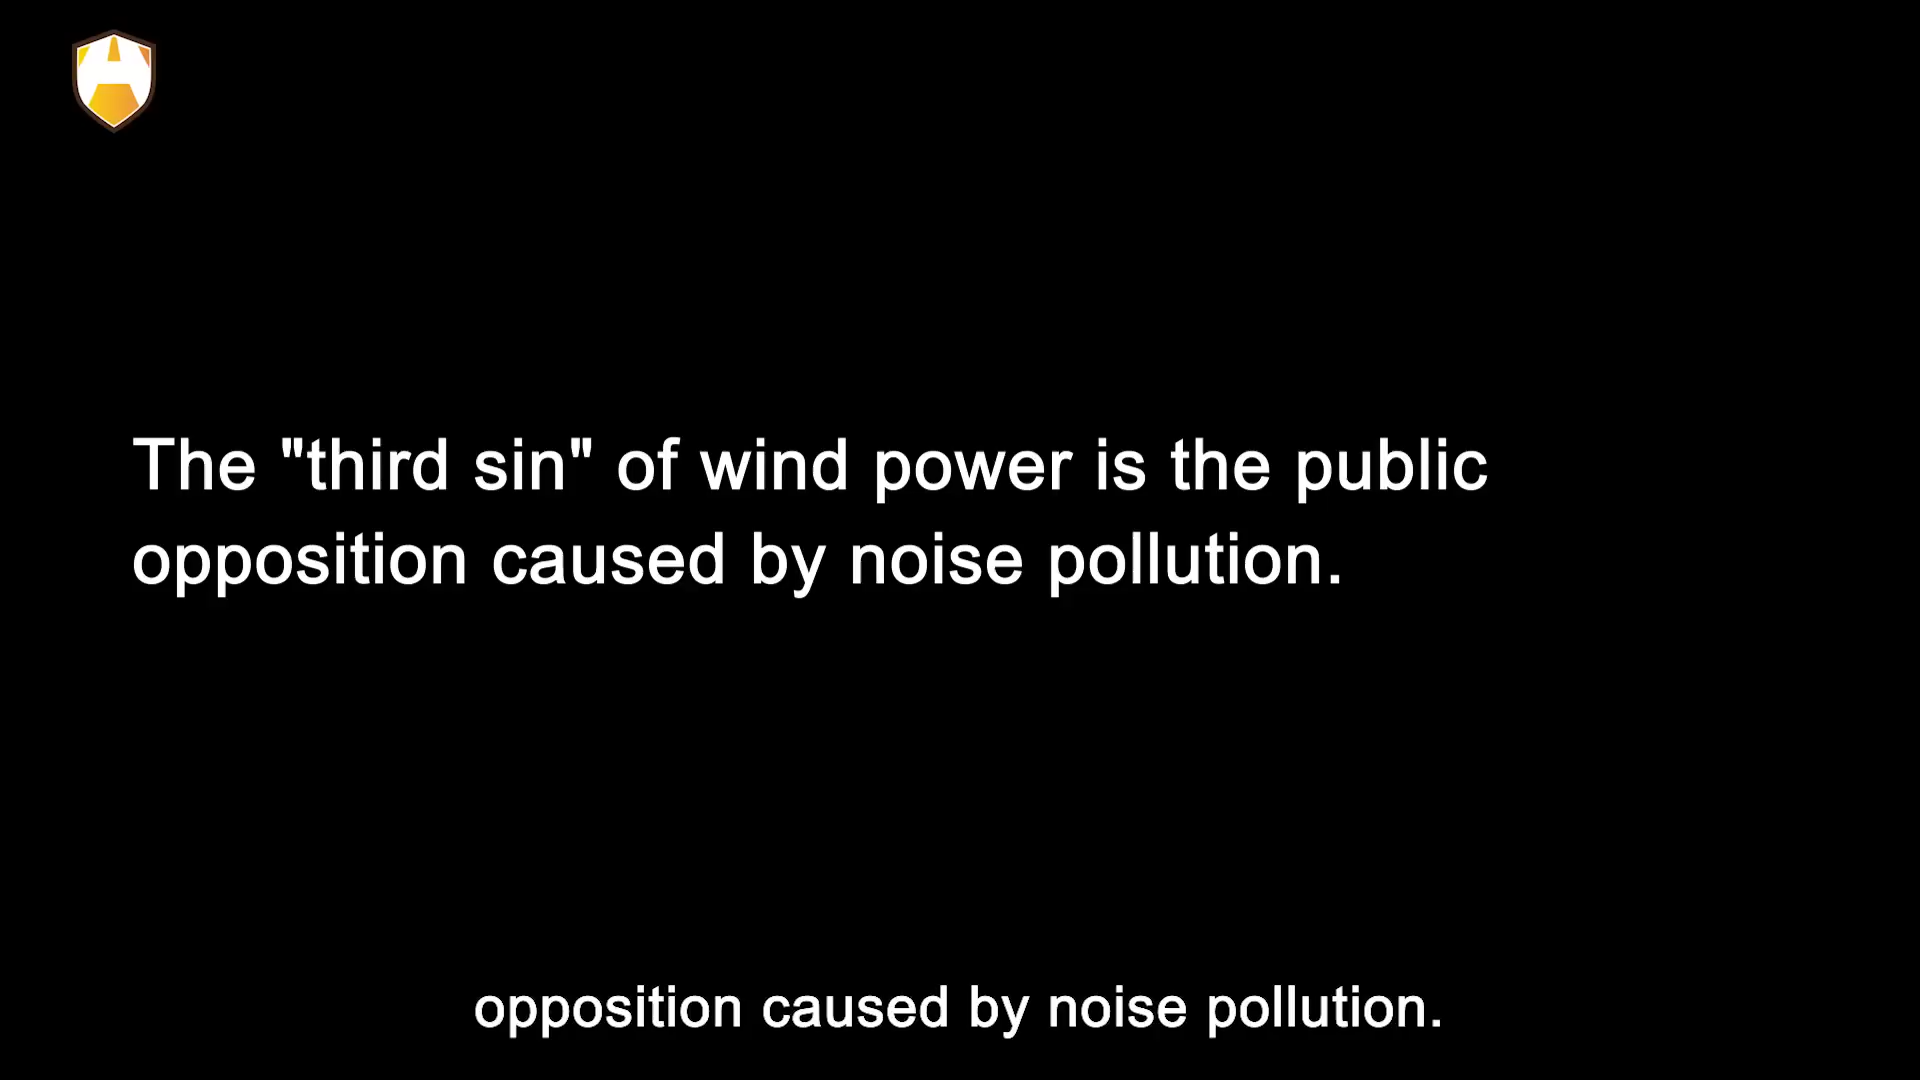 The "third sin" of wind power is the public
opposition caused by noise pollution.
opposition caused by noise pollution.